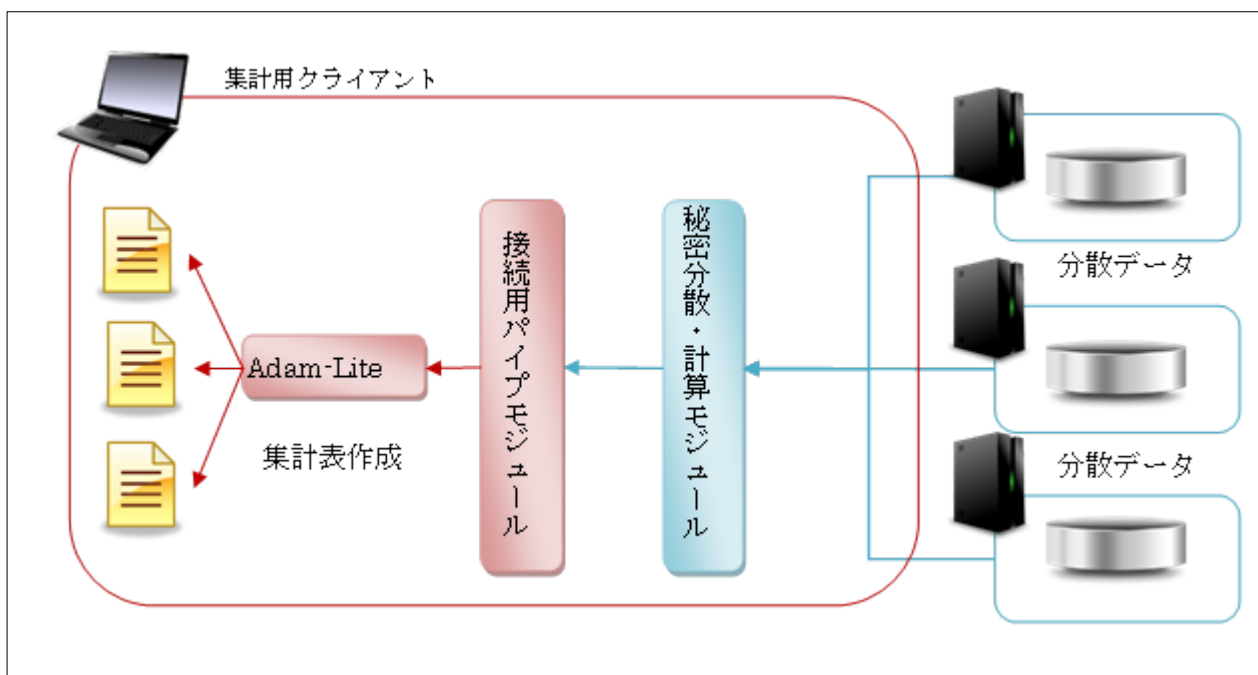 集計用クライアント
接続用パイプモジュール
秘密分散・計算モジュール
Adam-Lite
集計表作成
分散データ
分散データ